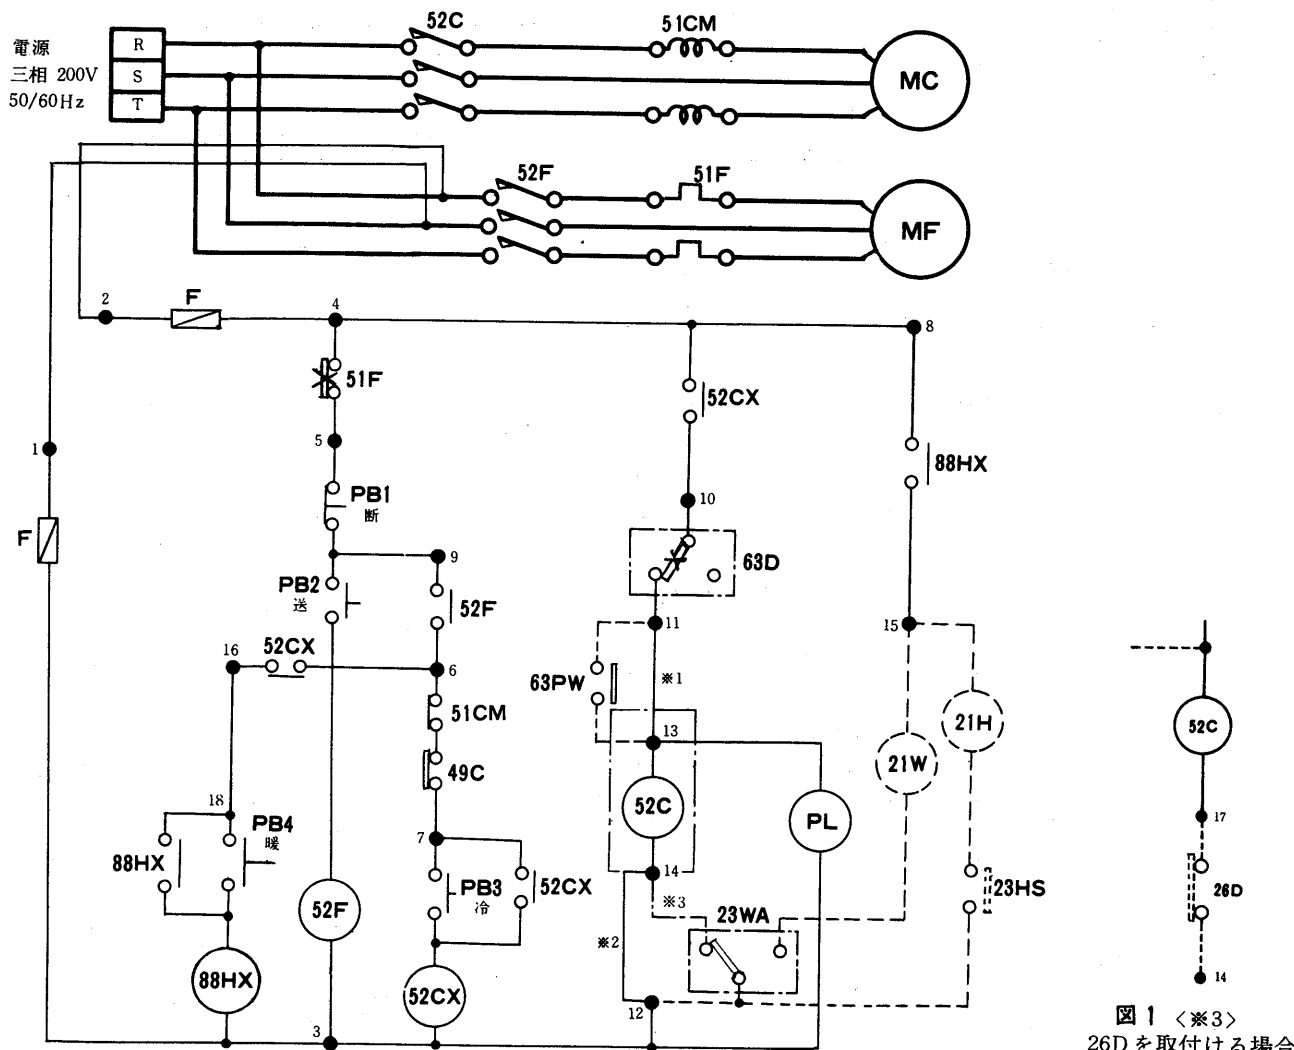 52C
51CM
電源
三相 200V
50/60Hz
R
S
T
MC
52F
51F
MF
2
F
4
8
51F
52CX
1
5
88HX
PB1
断
10
F
63D
9
PB2
送
52F
11
15
16
52CX
6
63PW
※1
51CM
21H
13
52C
49C
21W
18
52C
PL
17
PB4
暖
7
14
26D
88HX
PB3
冷
52CX
※3
23HS
52F
23WA
※2
14
88HX
52CX
12
3
図1 <※3>
26Dを取付ける場合